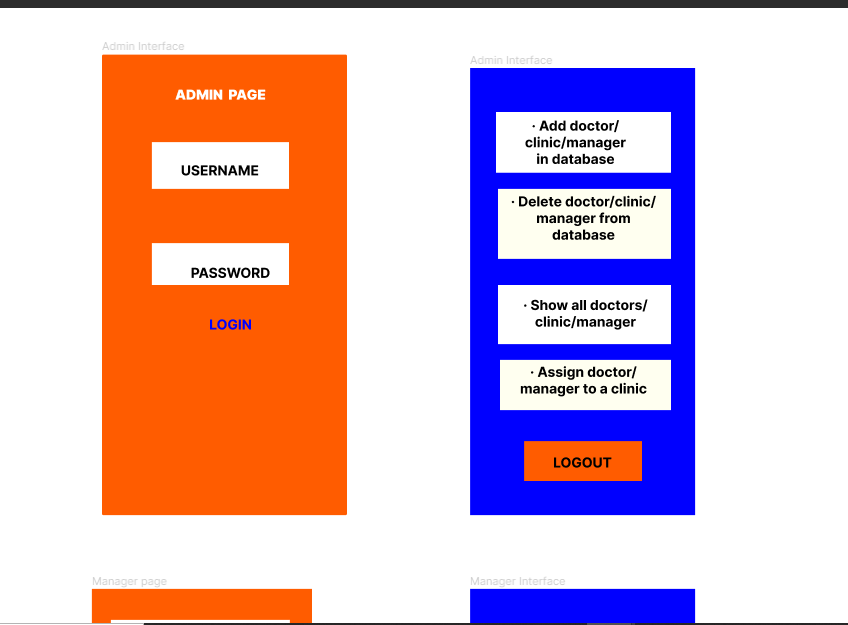 Admin Interface
ADMIN PAGE
USERNAME
PASSWORD
LOGIN
Admin Interface
· Add doctor/
clinic/manager
in database
· Delete doctor/clinic/
manager from
database
· Show all doctors/
clinic/manager
· Assign doctor/
manager to a clinic
LOGOUT
Manager page
Manager Interface